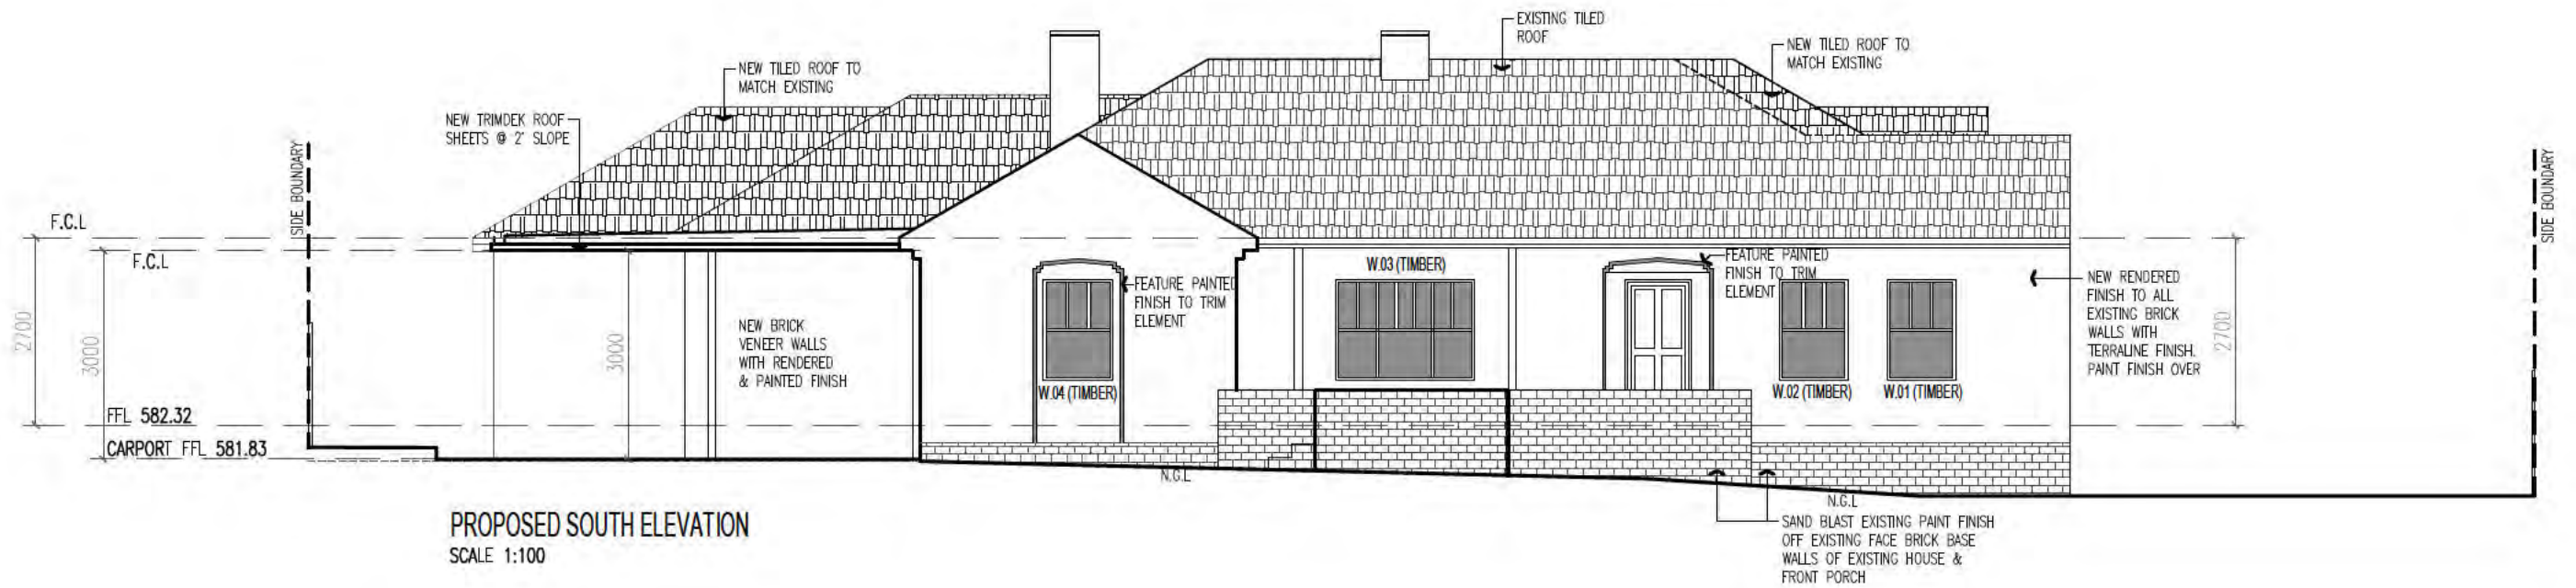 EXISTING TILED
ROOF
NEW TILED ROOF TO
MATCH EXISTING
NEW TILED ROOF TO
MATCH EXISTING
NEW TRIMDEK ROOF
SHEETS @ 2° SLOPE
SIDE BOUNDARY
SIDE BOUNDARY
F.C.L
F.C.L
2700
3000
3000
FFL 582.32
CARPORT FFL 581.83
NEW BRICK
VENEER WALLS
WITH RENDERED
& PAINTED FINISH
FEATURE PAINTED
FINISH TO TRIM
ELEMENT
W.04 (TIMBER)
W.03 (TIMBER)
FEATURE PAINTED
FINISH TO TRIM
ELEMENT
W.02 (TIMBER)
W.01 (TIMBER)
NEW RENDERED
FINISH TO ALL
EXISTING BRICK
WALLS WITH
TERRALINE FINISH.
PAINT FINISH OVER
2700
N.G.L
N.G.L
SAND BLAST EXISTING PAINT FINISH
OFF EXISTING FACE BRICK BASE
WALLS OF EXISTING HOUSE &
FRONT PORCH
PROPOSED SOUTH ELEVATION
SCALE 1:100